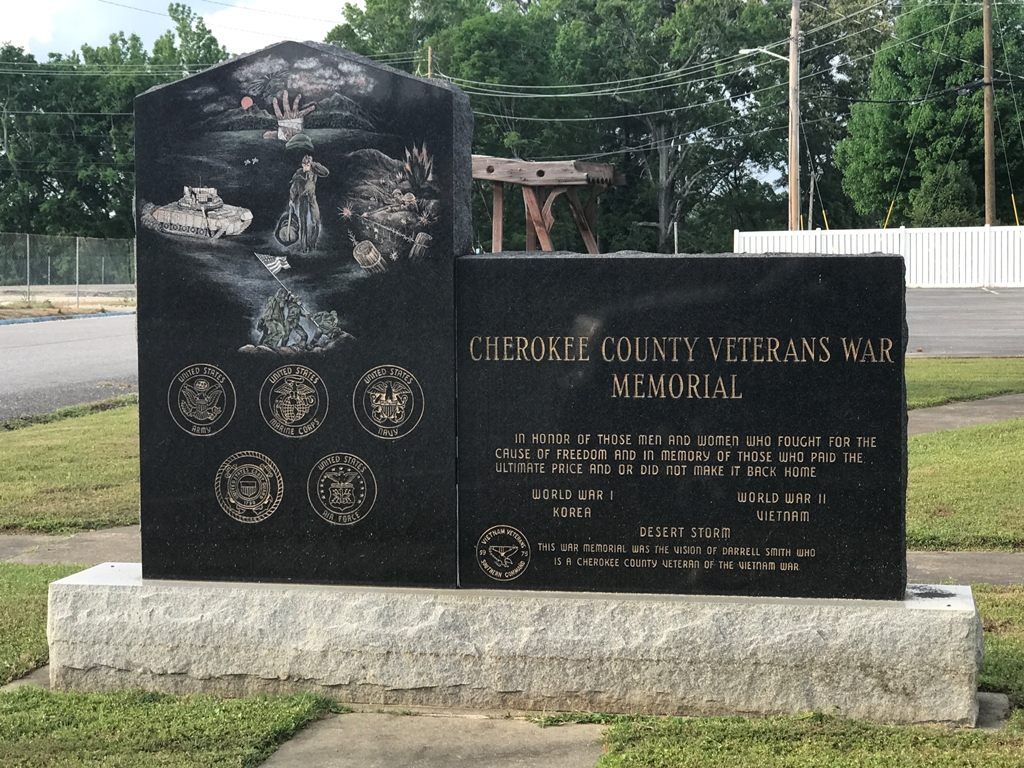 UNITED STATES
ARMY
UNITED STATES
MARINE CORPS
UNITED STATES
NAVY
UNITED STATES
AIR FORCE
CHEROKEE COUNTY VETERANS WAR
MEMORIAL
IN HONOR OF THOSE MEN AND WOMEN WHO FOUGHT FOR THE
CAUSE OF FREEDOM AND IN MEMORY OF THOSE WHO PAID THE
ULTIMATE PRICE AND OR DID NOT MAKE IT BACK HOME
WORLD WAR I WORLD WAR II
KOREA VIETNAM
DESERT STORM
VIETNAM VETERAN
SOUTHERN COMMAND
THIS WAR MEMORIAL WAS THE VISION OF DARRELL SMITH WHO
IS A CHEROKEE COUNTY VETERAN OF THE VIETNAM WAR